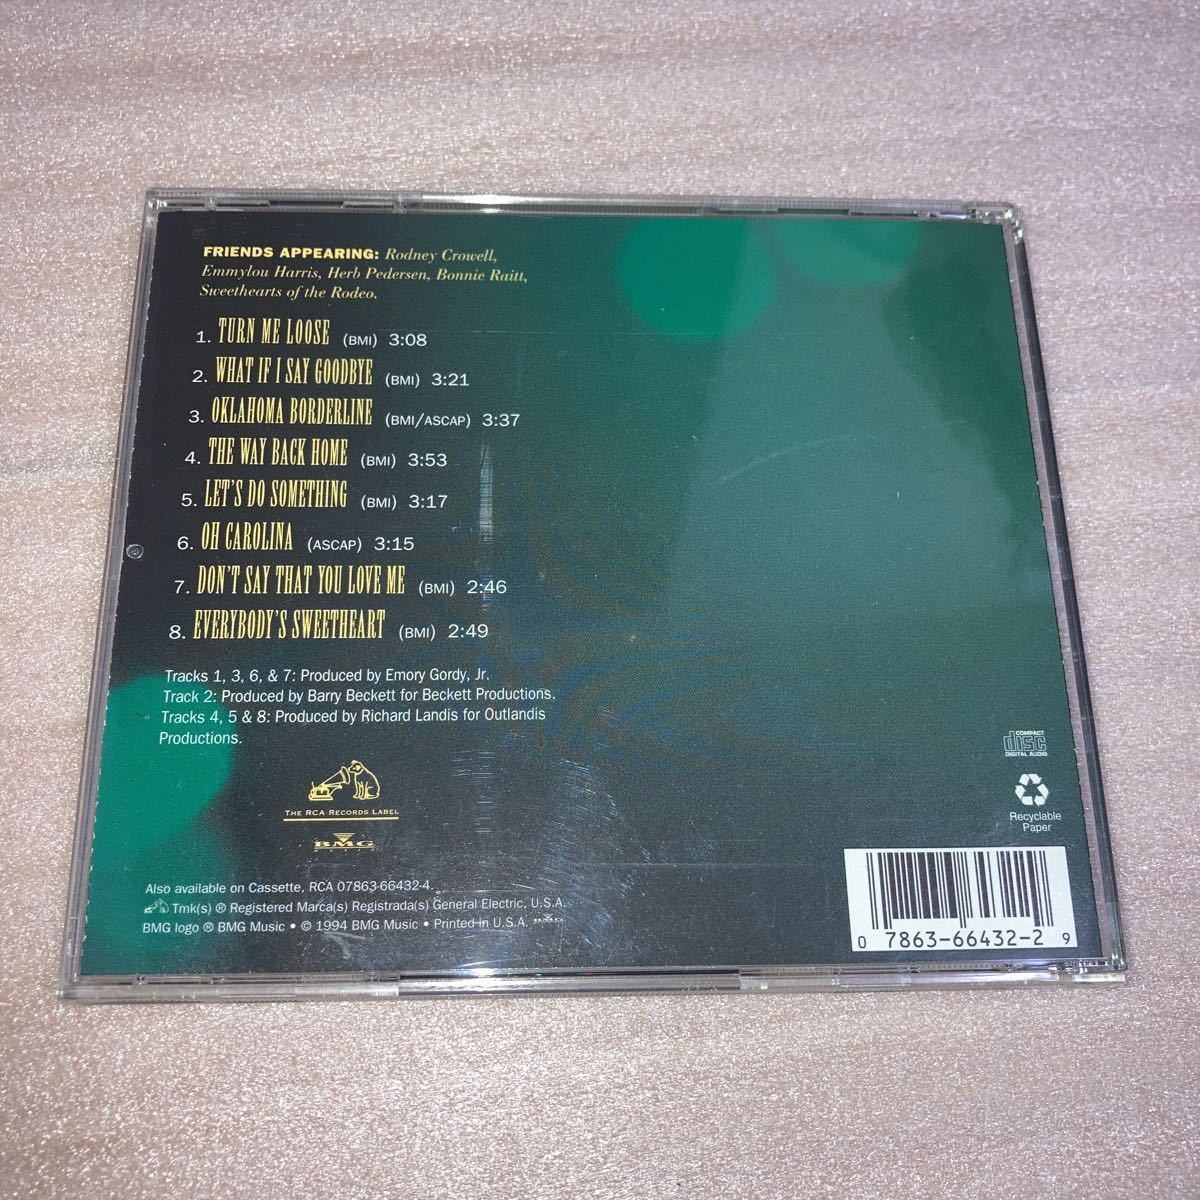 FRIENDS APPEARING: Rodney Crowell,
Emmylou Harris, Herb Pedersen, Bonnie Raitt,
Sweethearts of the Rodeo.
1. TURN ME LOOSE (BMI) 3:08
2. WHAT IF I SAY GOODBYE (BMI) 3:21
3. OKLAHOMA BORDERLINE (BMI/ASCAP) 3:37
4. THE WAY BACK HOME (BMI) 3:53
5. LET'S DO SOMETHING (BMI) 3:17
6. OH CAROLINA (ASCAP) 3:15
7. DON'T SAY THAT YOU LOVE ME (BMI) 2:46
8. EVERYBODY'S SWEETHEART (BMI) 2:49
Tracks 1, 3, 6, & 7: Produced by Emory Gordy, Jr.
Track 2: Produced by Barry Beckett for Beckett Productions.
Tracks 4, 5 & 8: Produced by Richard Landis for Outlandis
Productions.
THE RCA RECORDS LABEL
BMG
MUSIC
Also available on Cassette, RCA 07863-66432-4.
Tmk(s) ® Registered Marca(s) Registrada(s) General Electric, U.S.A.
BMG logo ® BMG Music • © 1994 BMG Music • Printed in U.S.A. BMG
COMPACT
disc
DIGITAL AUDIO
Recyclable
Paper
0 7863-66432-2 9